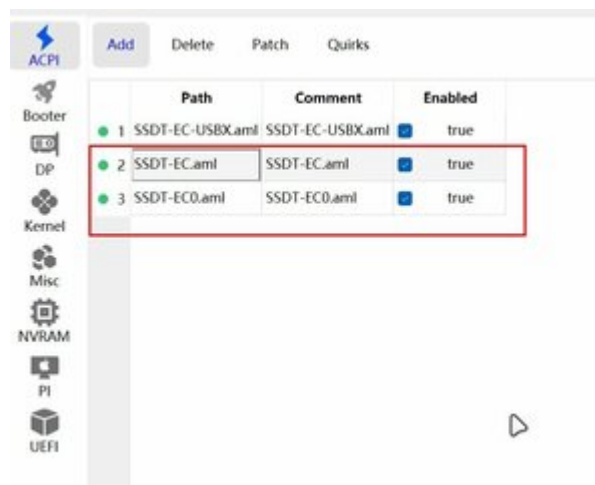 ACPI
Booter
DP
Kernel
Misc
NVRAM
PI
UEFI
Add Delete Patch Quirks
Path Comment Enabled
1 SSDT-EC-USBX.aml SSDT-EC-USBX.aml true
2 SSDT-EC.aml SSDT-EC.aml true
3 SSDT-EC0.aml SSDT-EC0.aml true